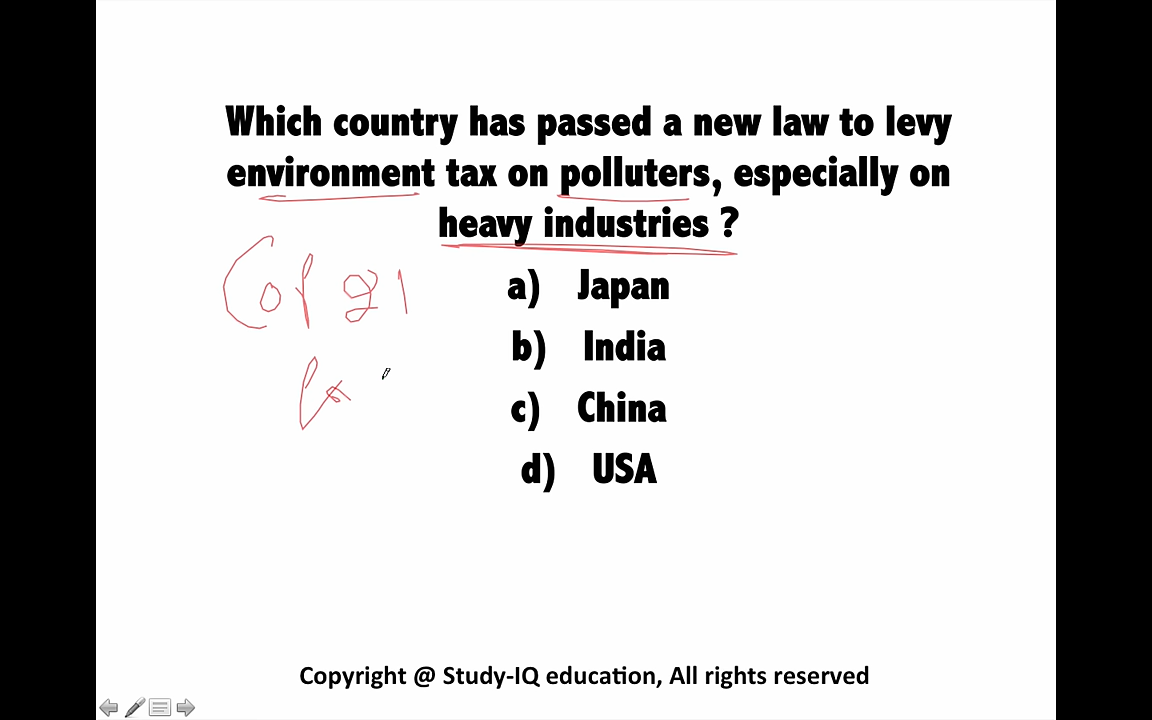 Which country has passed a new law to levy
environment tax on polluters, especially on
heavy industries ?
a) Japan
b) India
c) China
d) USA
Copyright @ Study-IQ education, All rights reserved